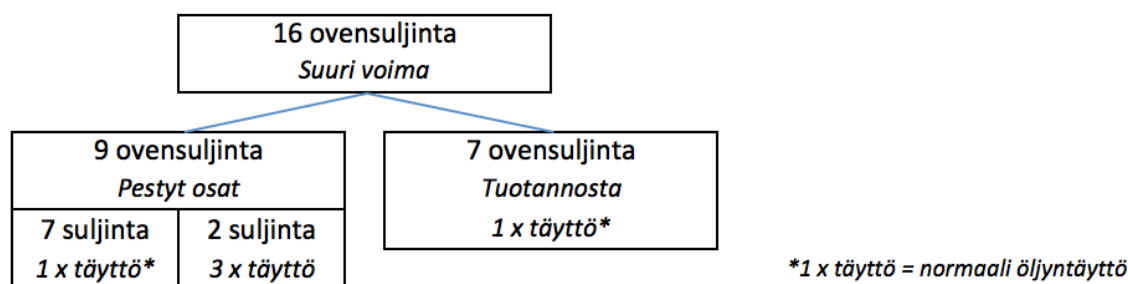 16 ovensuljinta
Suuri voima
9 ovensuljinta
Pestyt osat
7 suljinta
1 x täyttö*
2 suljinta
3 x täyttö
7 ovensuljinta
Tuotannosta
1 x täyttö*
*1 x täyttö = normaali öljyntäyttö